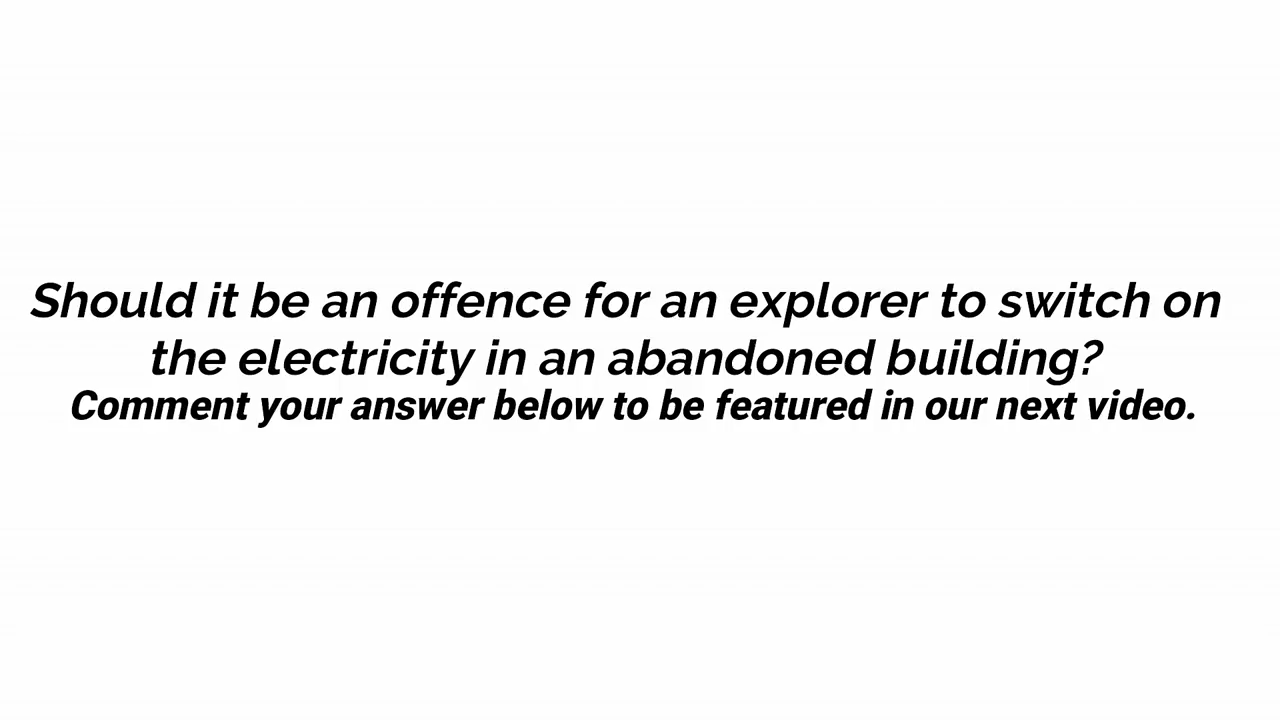 Should it be an offence for an explorer to switch on
the electricity in an abandoned building?
Comment your answer below to be featured in our next video.